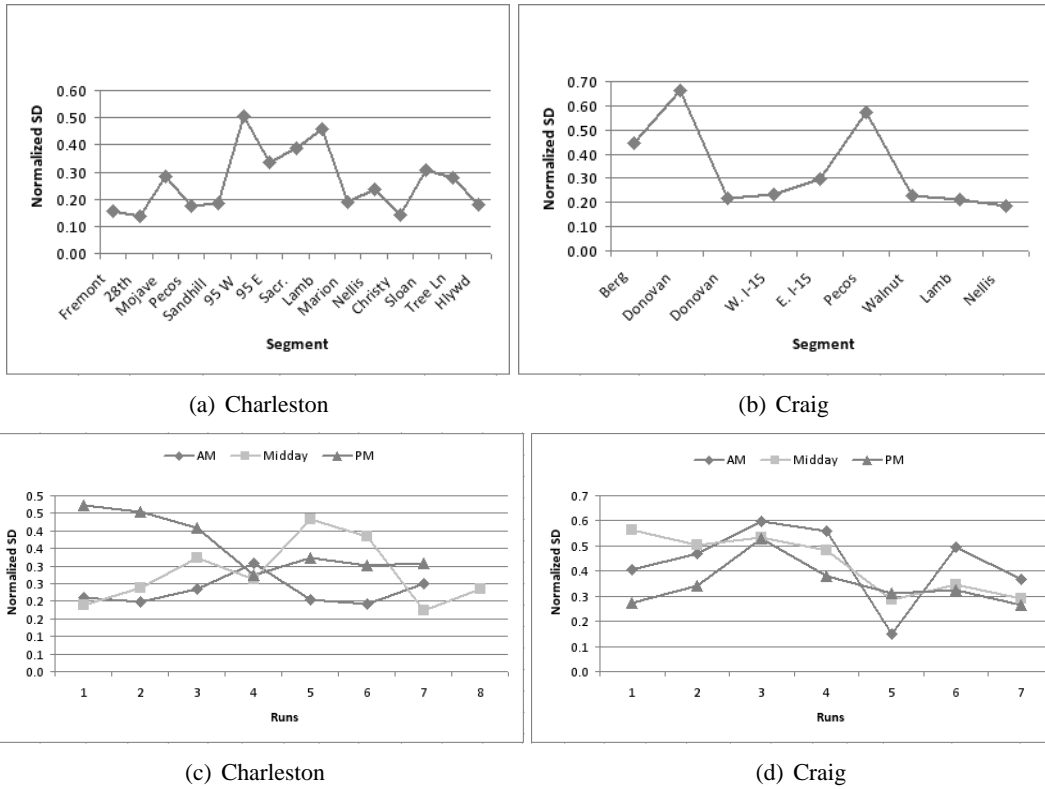 Normalized SD
0.60
0.50
0.40
0.30
0.20
0.10
0.00
Fremont
28th
Mojave
Pecos
Sandhill
95 W
95 E
Sacr.
Lamb
Marion
Nellis
Christy
Sloan
Tree Ln
Hlywd
Segment
(a) Charleston
Normalized SD
0.70
0.60
0.50
0.40
0.30
0.20
0.10
0.00
Berg
Donovan
Donovan
W. I-15
E. I-15
Pecos
Walnut
Lamb
Nellis
Segment
(b) Craig
AM Midday PM
Normalized SD
0.5
0.5
0.4
0.4
0.3
0.3
0.2
0.2
0.1
0.1
0.0
1 2 3 4 5 6 7 8
Runs
(c) Charleston
AM Midday PM
Normalized SD
0.7
0.6
0.5
0.4
0.3
0.2
0.1
0.0
1 2 3 4 5 6 7
Runs
(d) Craig